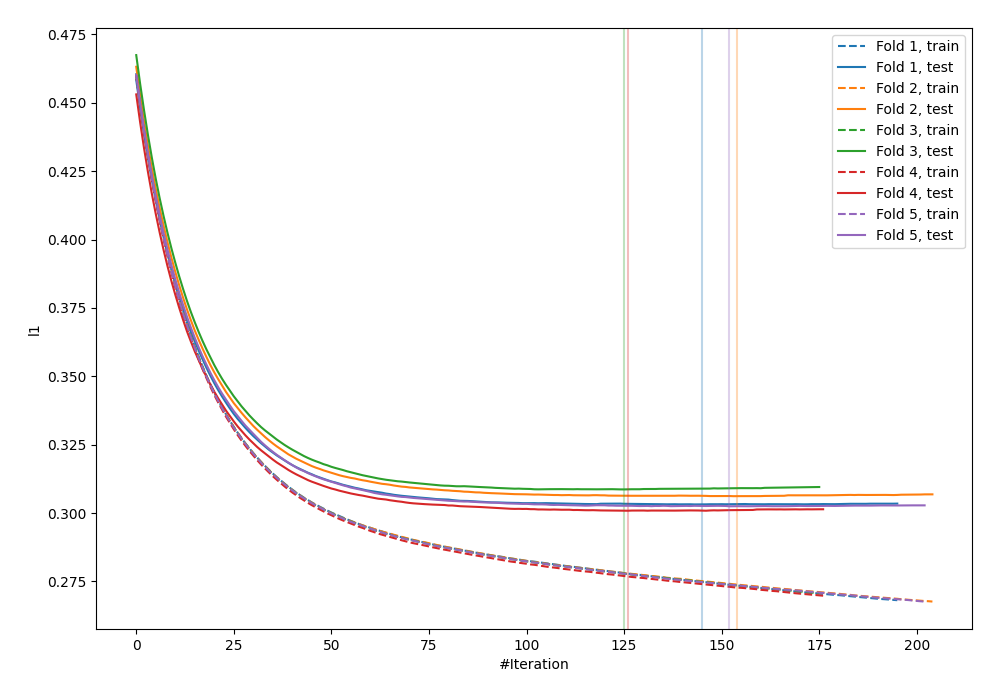 0.475
0.450
0.425
0.400
0.375
0.350
0.325
0.300
0.275
l1
0
25
50
75
100
125
150
175
200
#Iteration
Fold 1, train
Fold 1, test
Fold 2, train
Fold 2, test
Fold 3, train
Fold 3, test
Fold 4, train
Fold 4, test
Fold 5, train
Fold 5, test